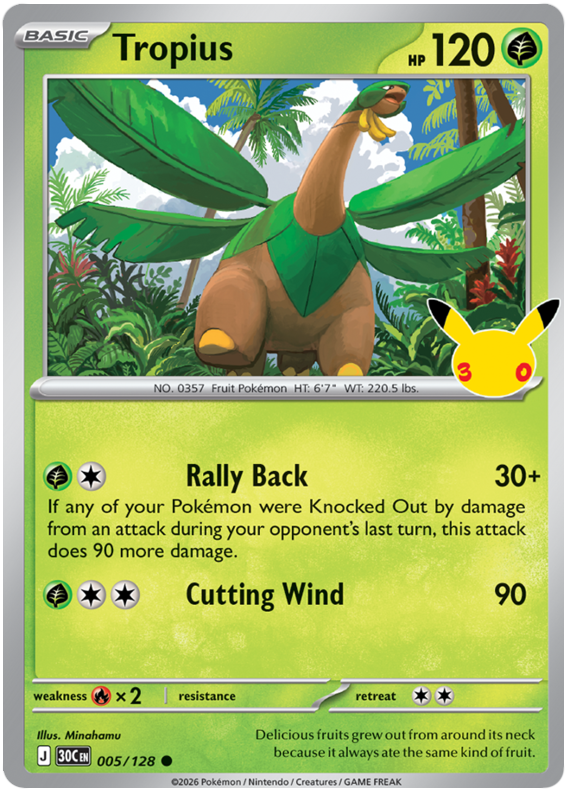 BASIC Tropius HP 120
30
NO. 0357 Fruit Pokémon HT: 6'7" WT: 220.5 lbs.
Rally Back 30+
If any of your Pokémon were Knocked Out by damage
from an attack during your opponent's last turn, this attack
does 90 more damage.
Cutting Wind 90
weakness ×2 resistance retreat
Illus. Minahamu
Delicious fruits grew out from around its neck
because it always ate the same kind of fruit.
J 30C EN 005/128
©2026 Pokémon / Nintendo / Creatures / GAME FREAK